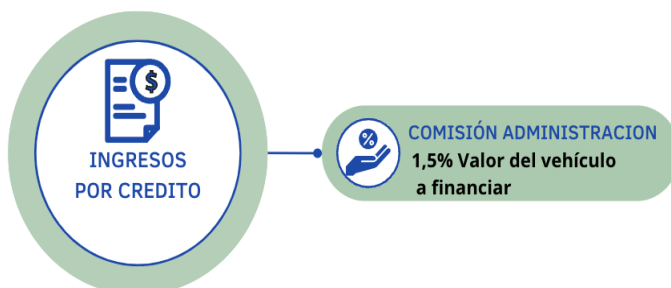 $
INGRESOS
POR CREDITO
%
COMISIÓN ADMINISTRACION
1,5% Valor del vehículo
a financiar